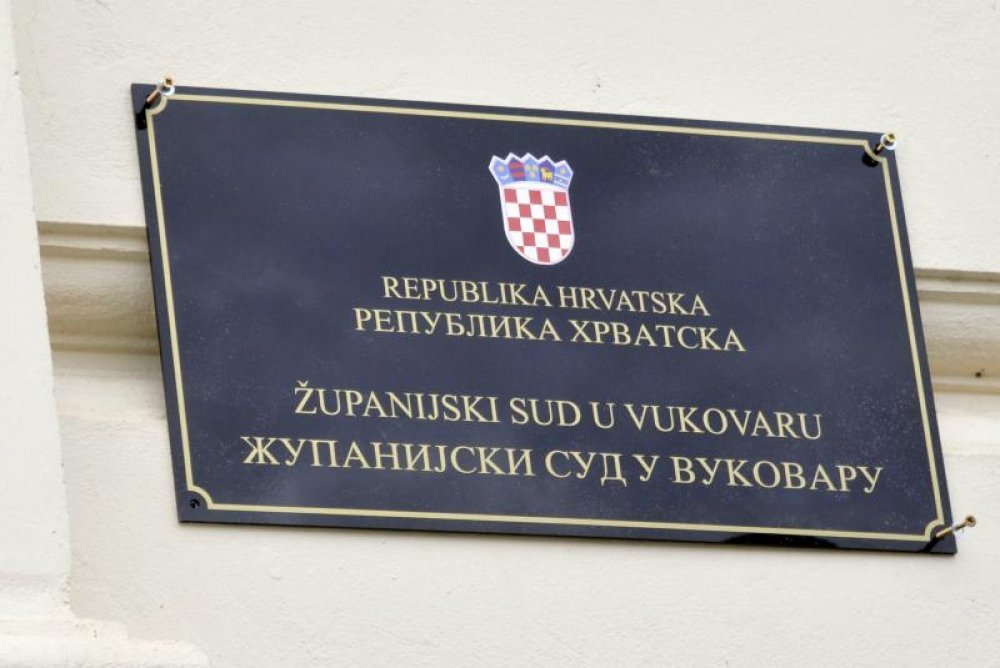 REPUBLIKA HRVATSKA
РЕПУБЛИКА ХРВАТСКА
ŽUPANIJSKI SUD U VUKOVARU
ЖУПАНИЈСКИ СУД У ВУКОВАРУ